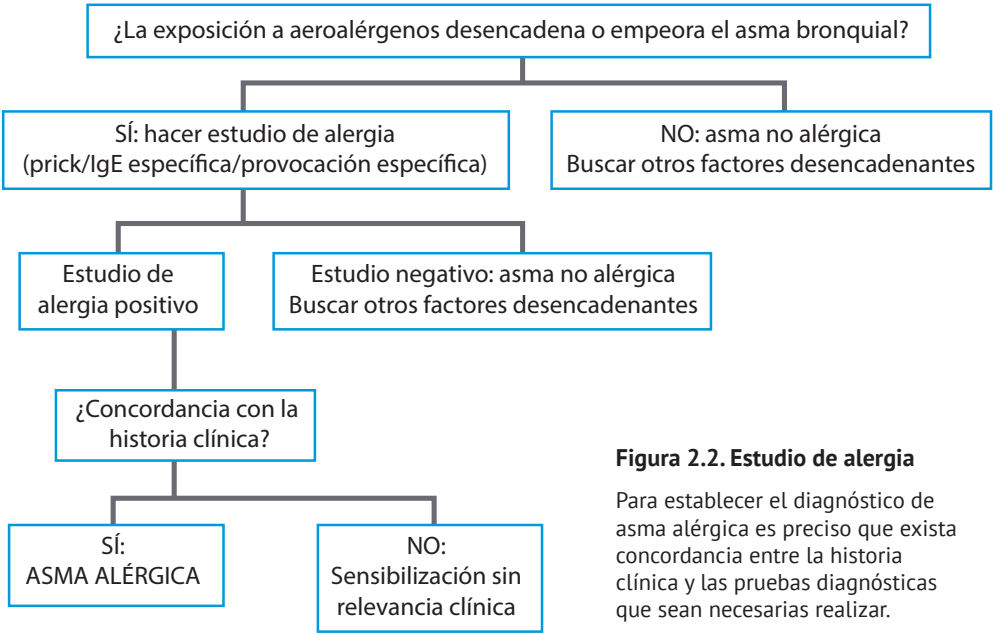 ¿La exposición a aeroalérgenos desencadena o empeora el asma bronquial?
SÍ: hacer estudio de alergia
(prick/IgE específica/provocación específica)
NO: asma no alérgica
Buscar otros factores desencadenantes
Estudio de
alergia positivo
Estudio negativo: asma no alérgica
Buscar otros factores desencadenantes
¿Concordancia con la
historia clínica?
SÍ:
ASMA ALÉRGICA
NO:
Sensibilización sin
relevancia clínica
Figura 2.2. Estudio de alergia
Para establecer el diagnóstico de
asma alérgica es preciso que exista
concordancia entre la historia
clínica y las pruebas diagnósticas
que sean necesarias realizar.